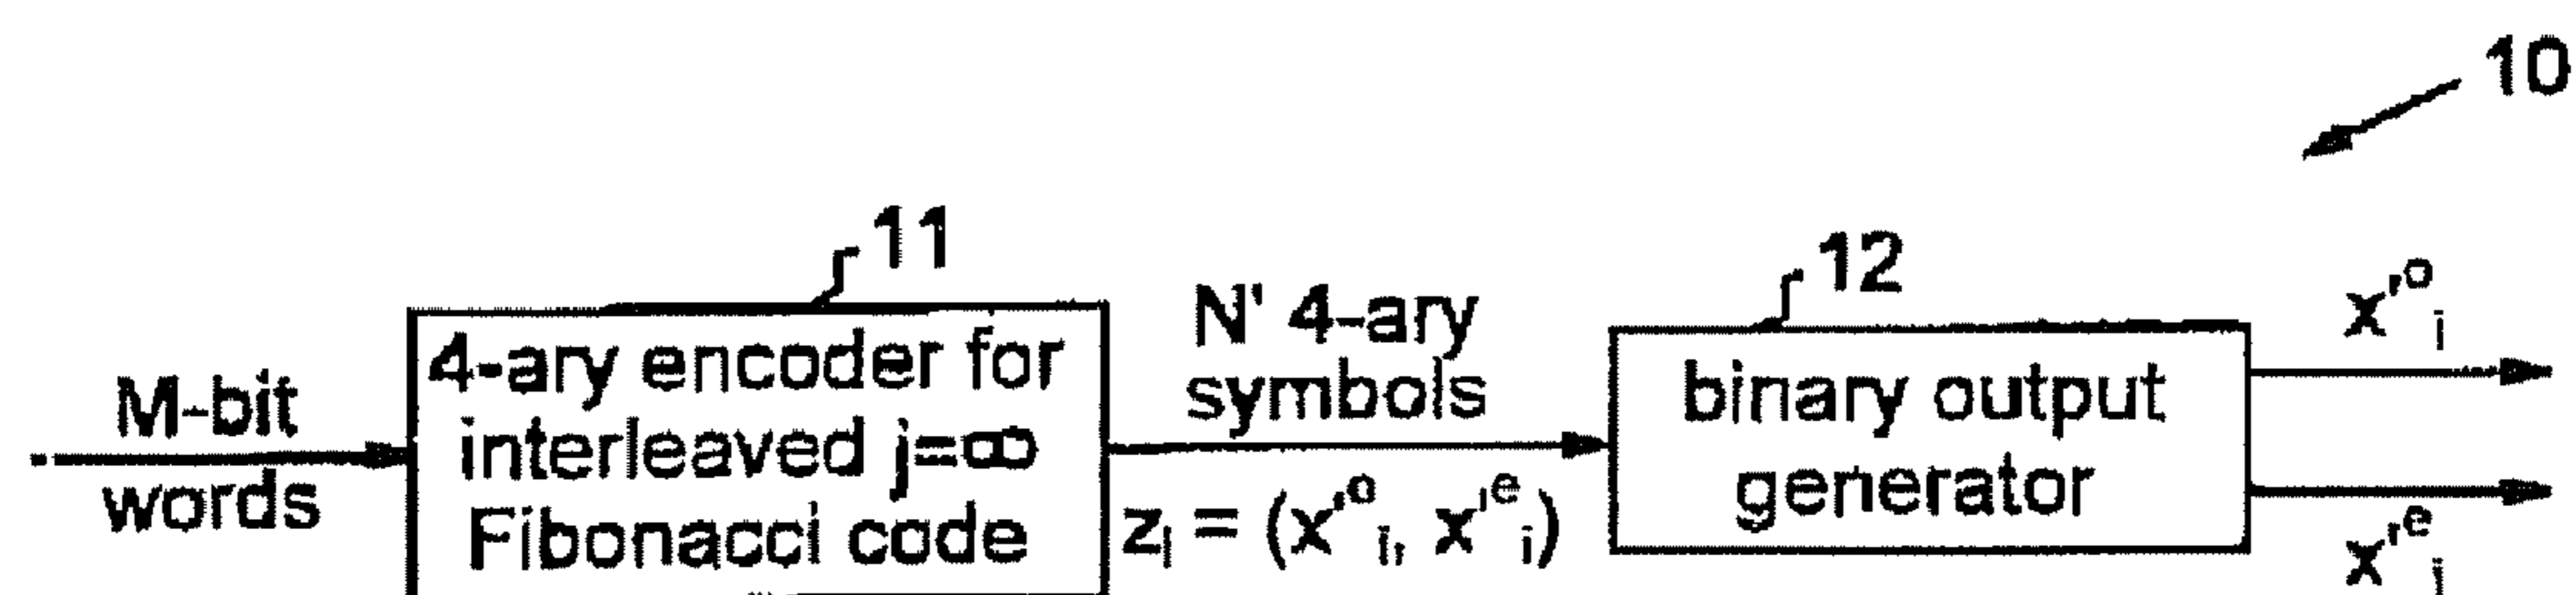 10
11
12
M-bit
words
4-ary encoder for
interleaved j=∞
Fibonacci code
N' 4-ary
symbols
z_i = (x'^o_i, x'^e_i)
binary output
generator
x'^o_i
x'^e_i